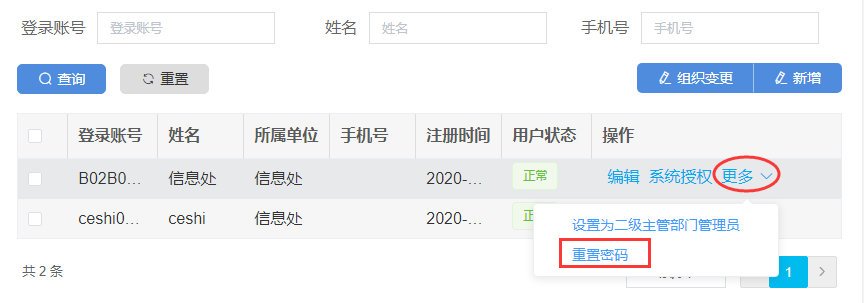 登录账号 登录账号 姓名 姓名 手机号 手机号
查询 重置 组织变更 新增
登录账号 姓名 所属单位 手机号 注册时间 用户状态 操作
B02B0... 信息处 信息处 2020-... 正常 编辑 系统授权 更多
ceshi0... ceshi 信息处 2020-...
设置为二级主管部门管理员
重置密码
共 2 条 1